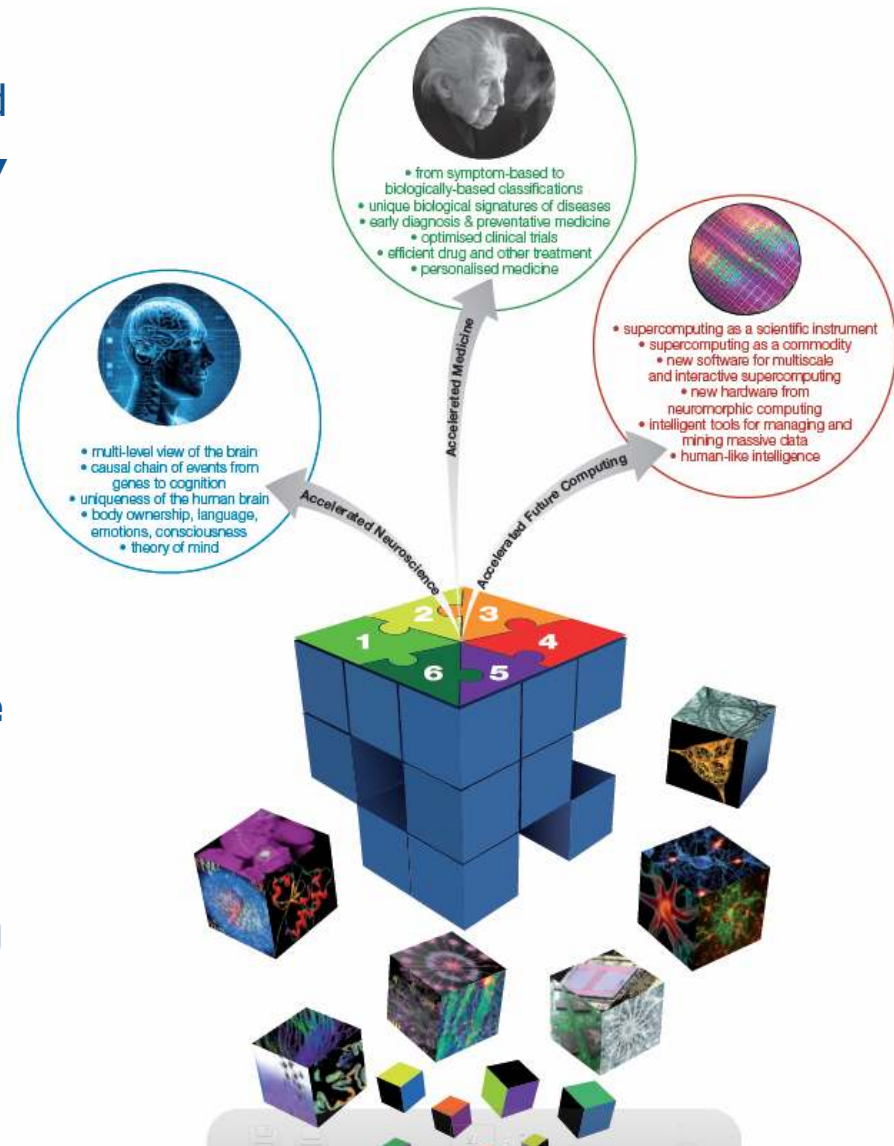 • from symptom-based to
biologically-based classifications
• unique biological signatures of diseases
• early diagnosis & preventative medicine
• optimised clinical trials
• efficient drug and other treatment
• personalised medicine
• supercomputing as a scientific instrument
• supercomputing as a commodity
• new software for multiscale
and interactive supercomputing
• new hardware from
neuromorphic computing
• intelligent tools for managing and
mining massive data
• human-like intelligence
• multi-level view of the brain
• causal chain of events from
genes to cognition
• uniqueness of the human brain
• body ownership, language,
emotions, consciousness
• theory of mind
Accelerated Neuroscience
Accelereted Medicine
Accelerated Future Computing
1
2
3
4
5
6